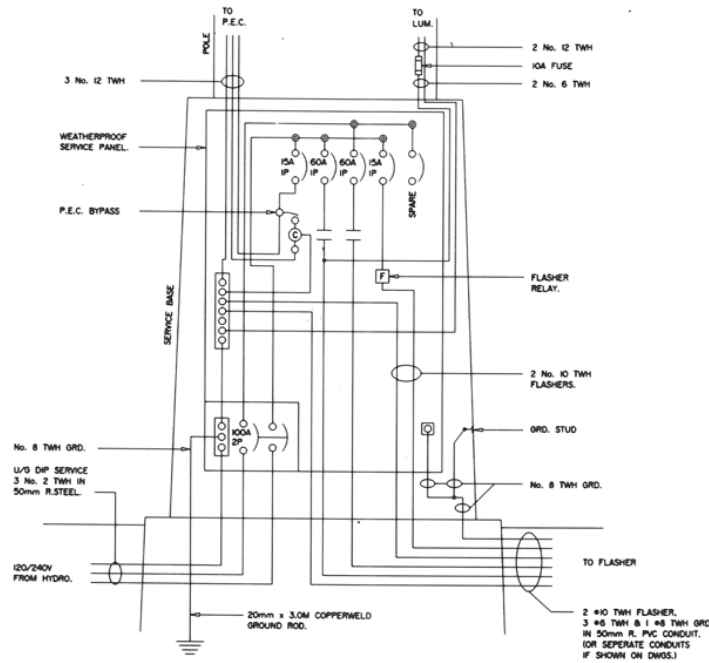 TO
P.E.C.
POLE
TO
LUM.
2 No. 12 TWH
10A FUSE
2 No. 6 TWH
3 No. 12 TWH
WEATHERPROOF
SERVICE PANEL.
15A
1P
60A
1P
60A
1P
15A
1P
SPARE
P.E.C. BYPASS
C
F
FLASHER
RELAY.
SERVICE BASE
2 No. 10 TWH
FLASHERS.
100A
2P
GRD. STUD
No. 8 TWH GRD.
U/G DIP SERVICE
3 No. 2 TWH IN
50mm R.STEEL.
No. 8 TWH GRD.
120/240V
FROM HYDRO.
TO FLASHER
20mm x 3.0M COPPERWELD
GROUND ROD.
2 #10 TWH FLASHER,
3 #6 TWH & 1 #8 TWH GRD
IN 50mm R. PVC CONDUIT.
(OR SEPERATE CONDUITS
IF SHOWN ON DWGS.)